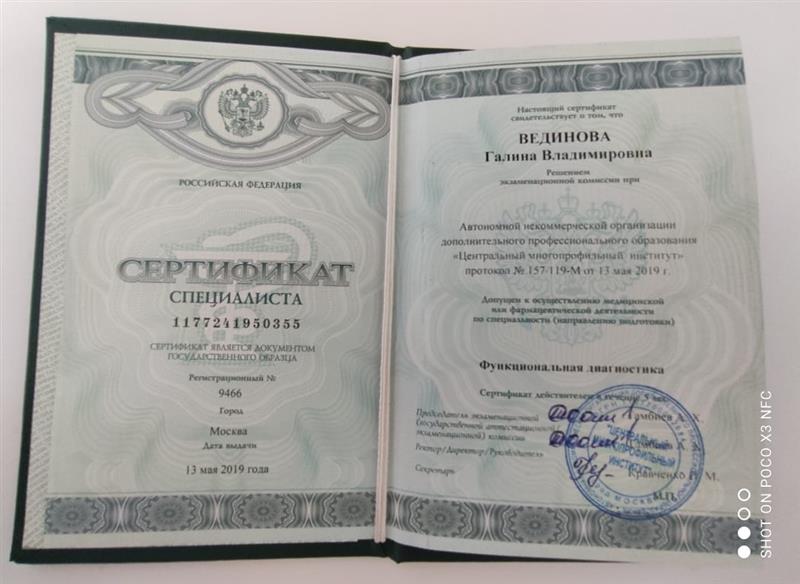 РОССИЙСКАЯ ФЕДЕРАЦИЯ
СЕРТИФИКАТ
СПЕЦИАЛИСТА
1177241950355
СЕРТИФИКАТ ЯВЛЯЕТСЯ ДОКУМЕНТОМ
ГОСУДАРСТВЕННОГО ОБРАЗЦА
Регистрационный №
9466
Город
Москва
Дата выдачи
13 мая 2019 года
Настоящий сертификат
свидетельствует о том, что
ВЕДИНОВА
Галина Владимировна
Решением
экзаменационной комиссии при
Автономной некоммерческой организации
дополнительного профессионального образования
«Центральный многопрофильный институт»
протокол № 157-119-М от 13 мая 2019 г.
Допущен к осуществлению медицинской
или фармацевтической деятельности
по специальности (направлению подготовки)
Функциональная диагностика
Сертификат действителен в течение 5 лет
Председатель экзаменационной
(государственной аттестационной)
экзаменационной) комиссии
Ректор/Директор/Руководитель
Секретарь
Кравченко М.
М.П.
"ЦЕНТРАЛЬНЫЙ
ИНСТИТУТ"
SHOT ON POCO X3 NFC